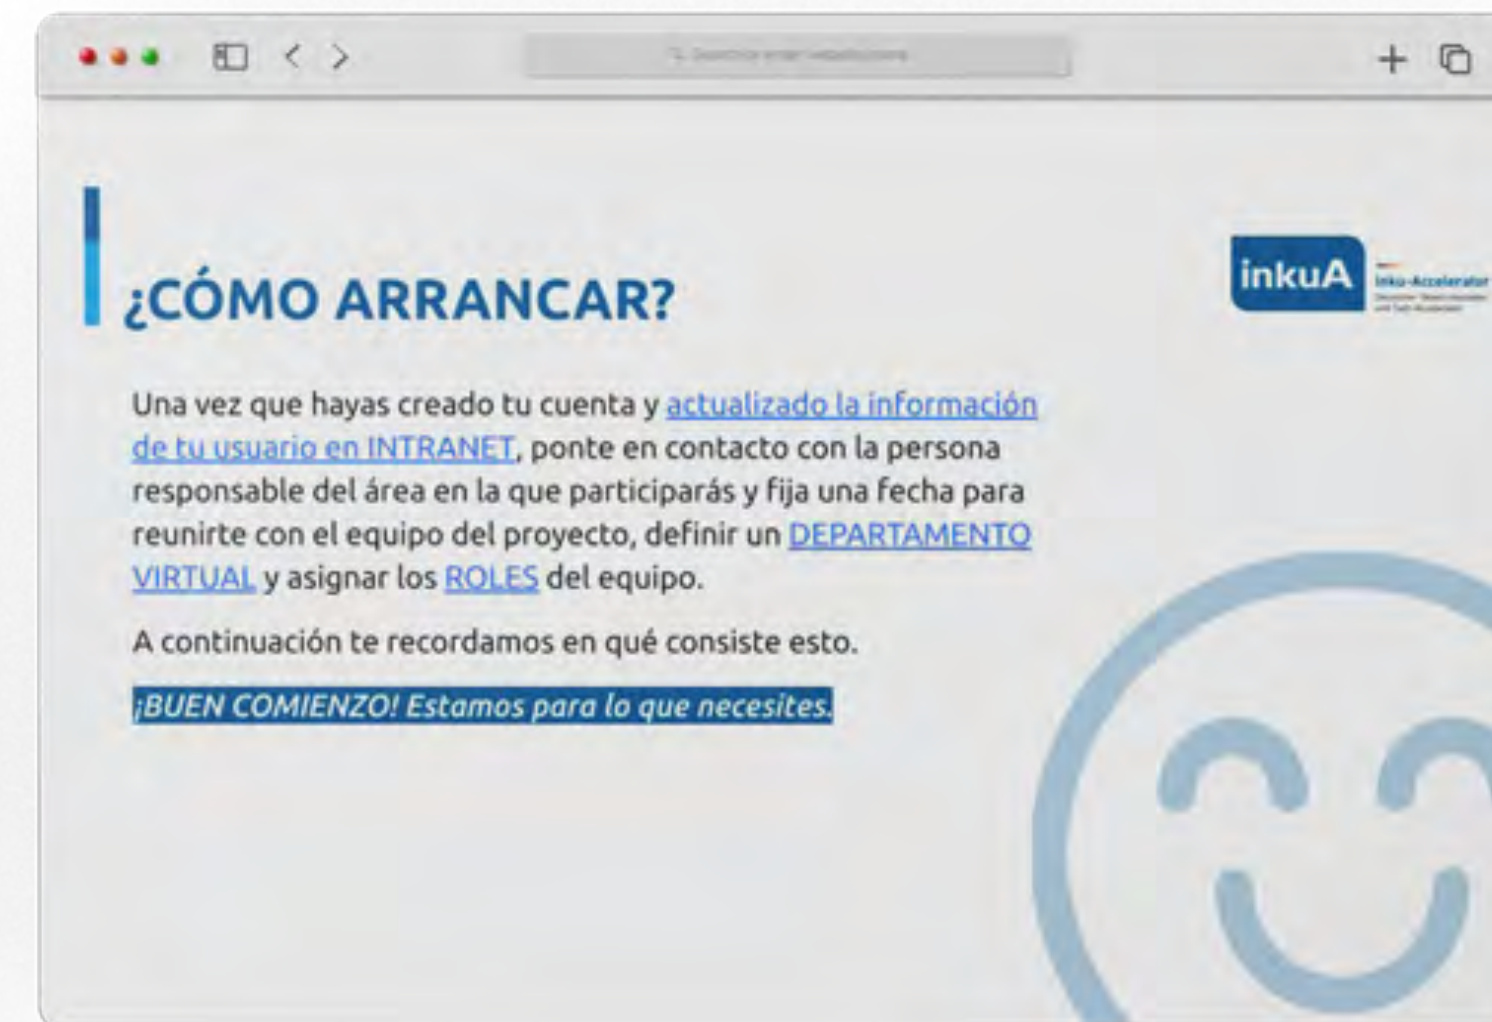 ¿CÓMO ARRANCAR?
inkuA
Inku-Accelerator
Una vez que hayas creado tu cuenta y actualizado la información
de tu usuario en INTRANET, ponte en contacto con la persona
responsable del área en la que participarás y fija una fecha para
reunirte con el equipo del proyecto, definir un DEPARTAMENTO
VIRTUAL y asignar los ROLES del equipo.
A continuación te recordamos en qué consiste esto.
¡BUEN COMIENZO! Estamos para lo que necesites.